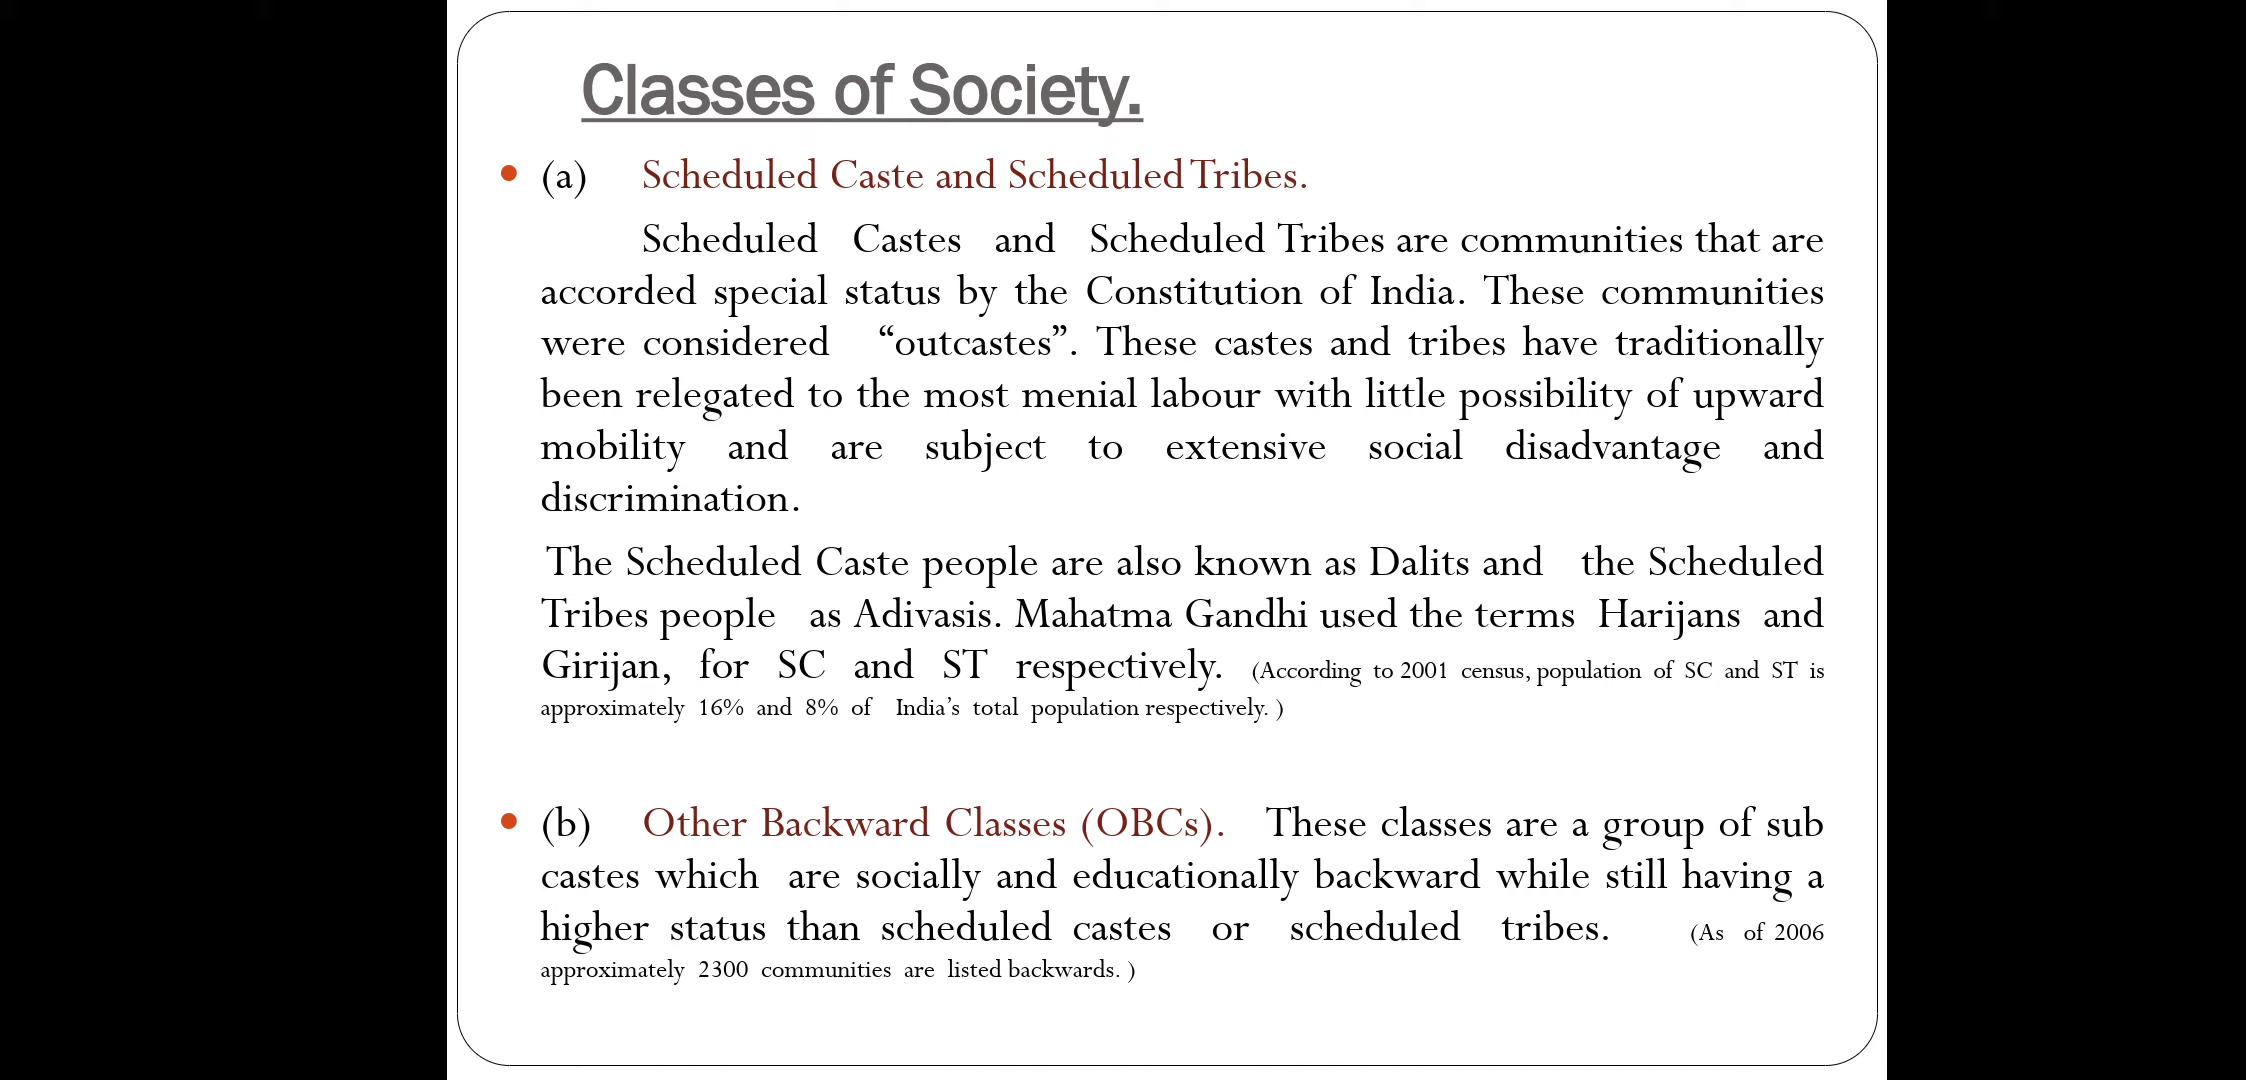 Classes of Society.
(a) Scheduled Caste and Scheduled Tribes.
Scheduled Castes and Scheduled Tribes are communities that are
accorded special status by the Constitution of India. These communities
were considered “outcastes”. These castes and tribes have traditionally
been relegated to the most menial labour with little possibility of upward
mobility and are subject to extensive social disadvantage and
discrimination.
The Scheduled Caste people are also known as Dalits and the Scheduled
Tribes people as Adivasis. Mahatma Gandhi used the terms Harijans and
Girijan, for SC and ST respectively. (According to 2001 census, population of SC and ST is
approximately 16% and 8% of India’s total population respectively. )
(b) Other Backward Classes (OBCs). These classes are a group of sub
castes which are socially and educationally backward while still having a
higher status than scheduled castes or scheduled tribes. (As of 2006
approximately 2300 communities are listed backwards. )